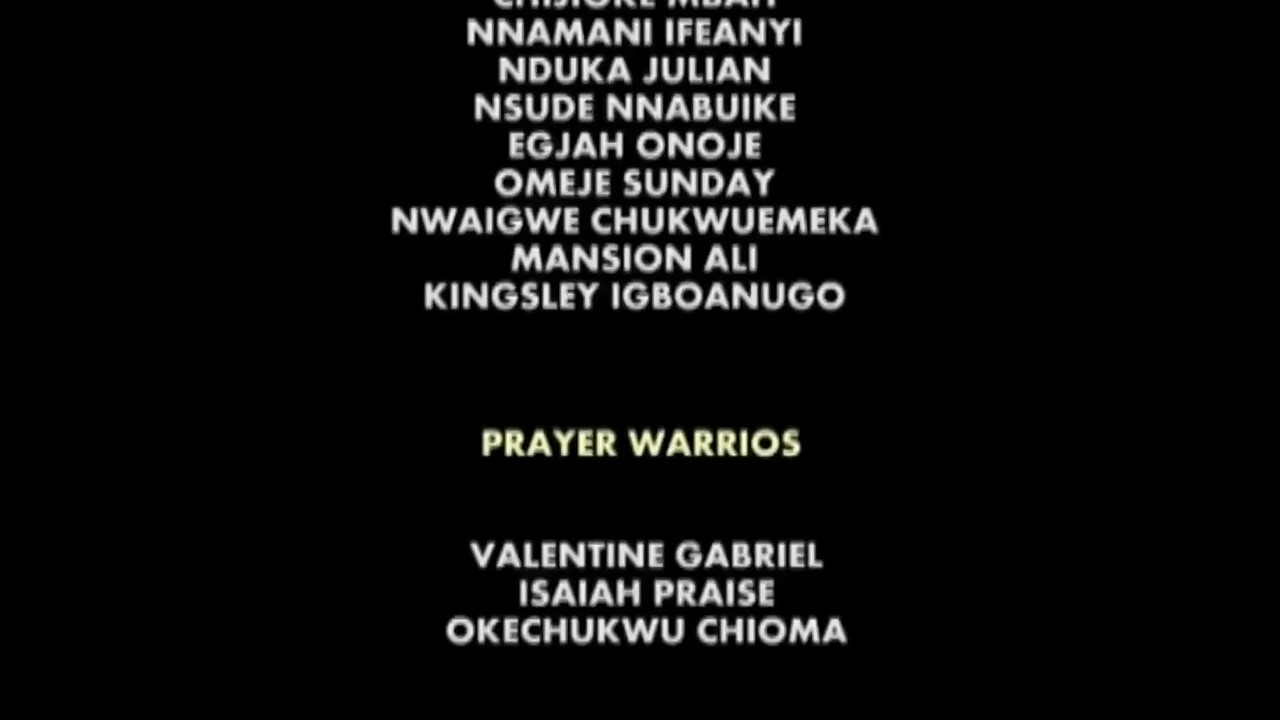 NNAMANI IFEANYI
NDUKA JULIAN
NSUDE NNABUIKE
EGJAH ONOJE
OMEJE SUNDAY
NWAIGWE CHUKWUEMEKA
MANSION ALI
KINGSLEY IGBOANUGO
PRAYER WARRIOS
VALENTINE GABRIEL
ISAIAH PRAISE
OKECHUKWU CHIOMA